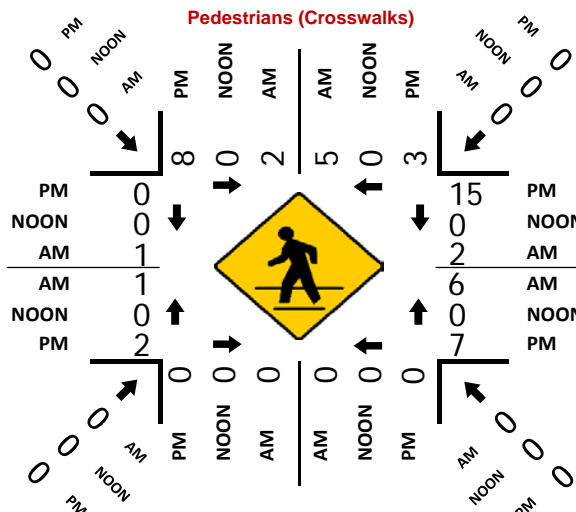 Pedestrians (Crosswalks)
0 PM
0 NOON
0 AM
PM NOON AM AM NOON PM
PM 0
NOON 0
AM 0
8 0 2 5 0 3
PM 0 15 PM
NOON 0 0 NOON
AM 1 2 AM
AM 1 6 AM
NOON 0 0 NOON
PM 2 7 PM
0 0 0 0 0 0
PM NOON AM AM NOON PM
0 AM
0 NOON
0 PM
AM 0
NOON 0
PM 0